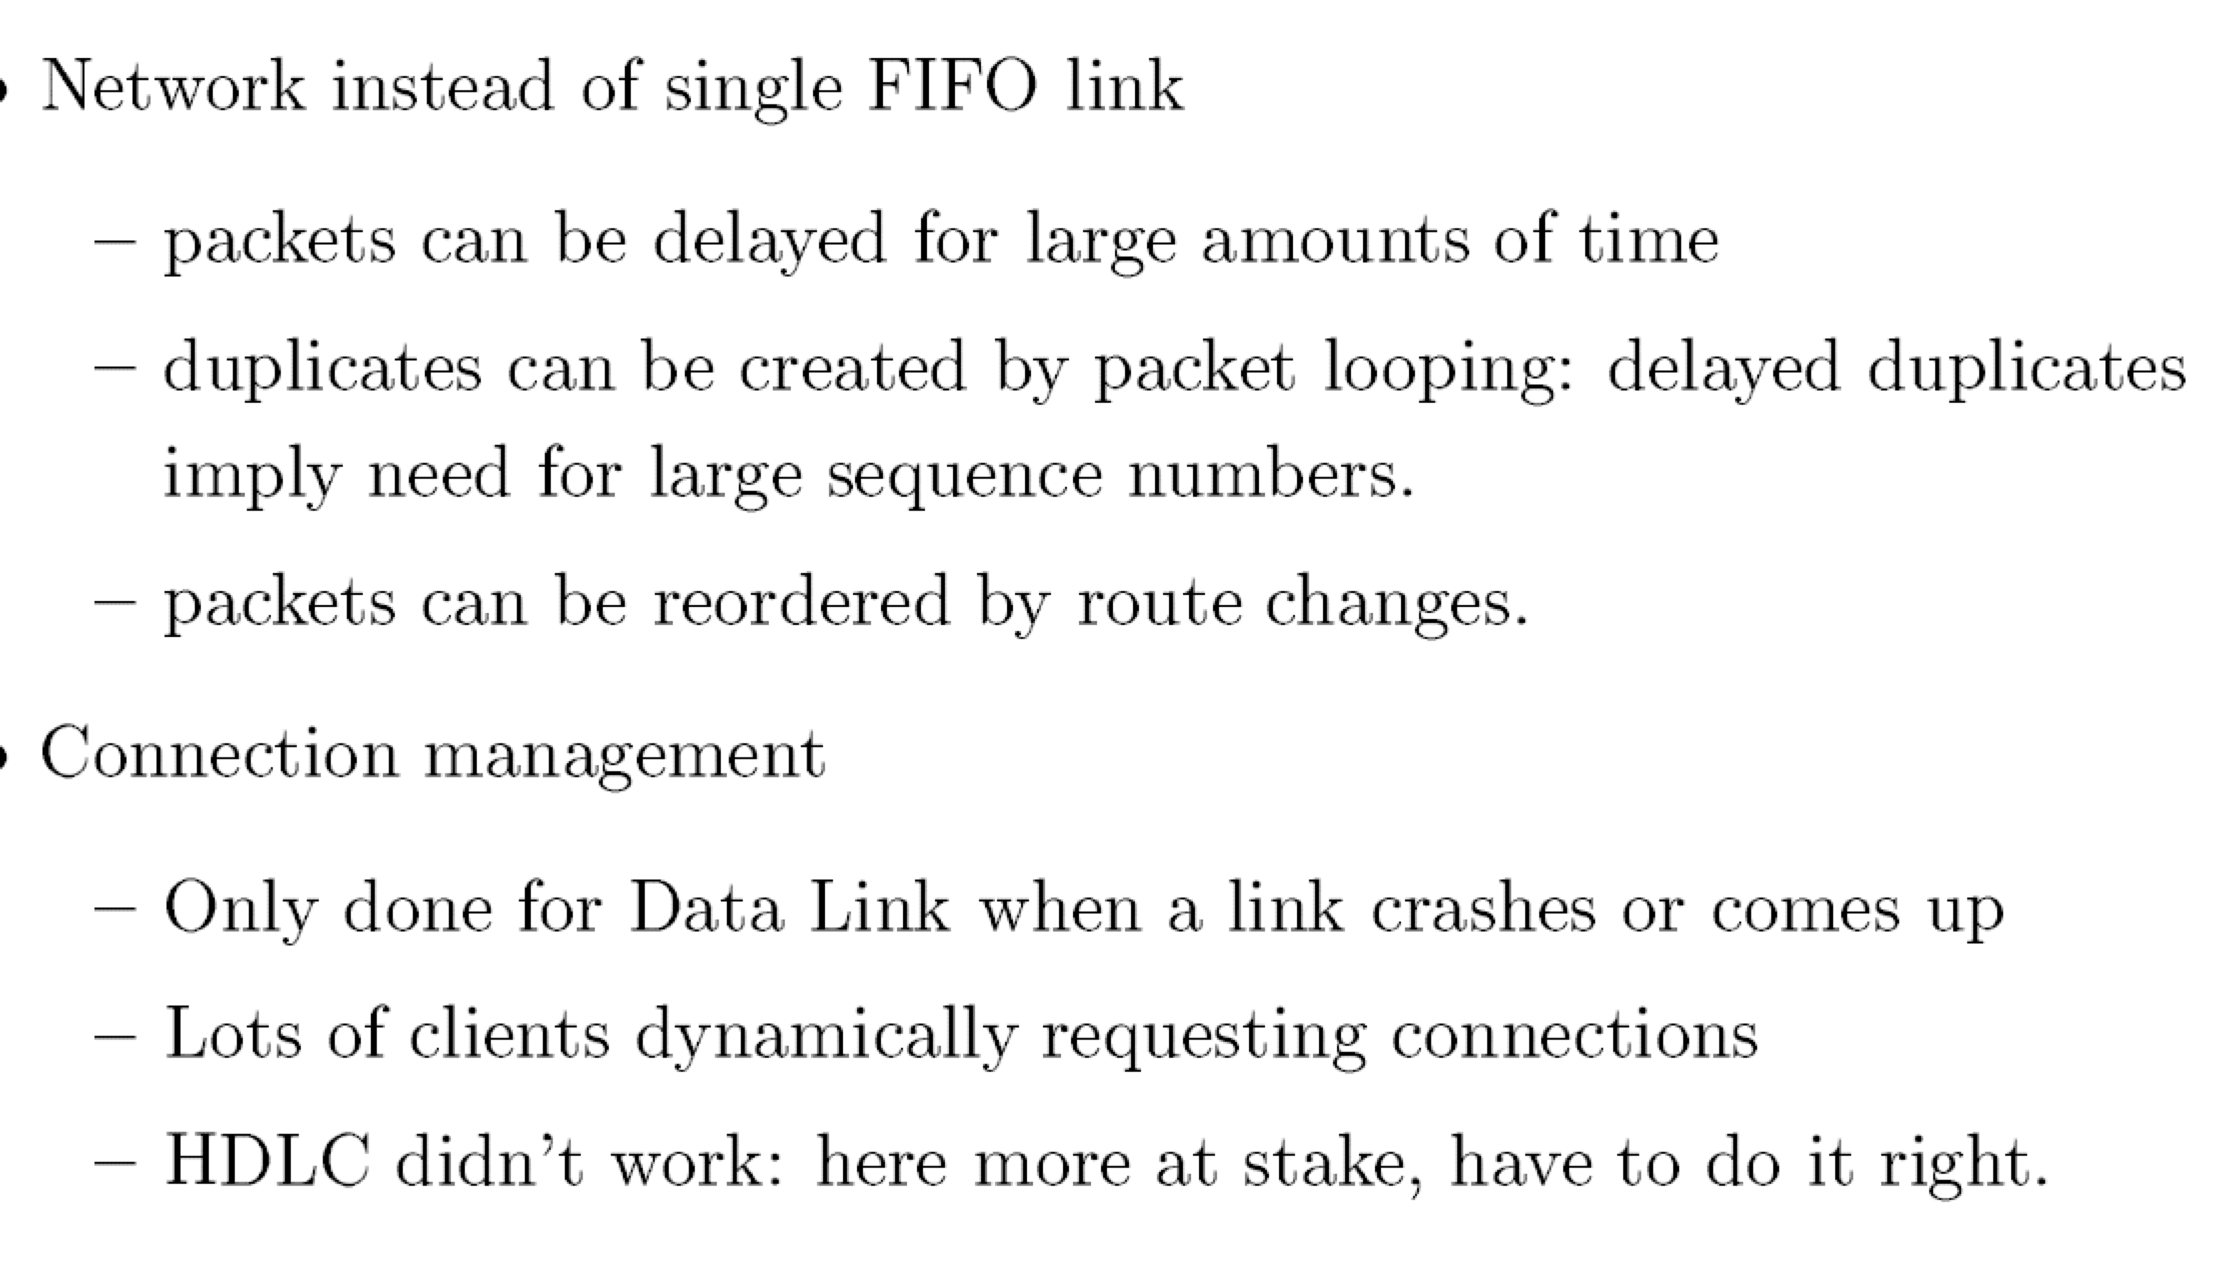 • Network instead of single FIFO link
– packets can be delayed for large amounts of time
– duplicates can be created by packet looping: delayed duplicates
imply need for large sequence numbers.
– packets can be reordered by route changes.
• Connection management
– Only done for Data Link when a link crashes or comes up
– Lots of clients dynamically requesting connections
– HDLC didn't work: here more at stake, have to do it right.